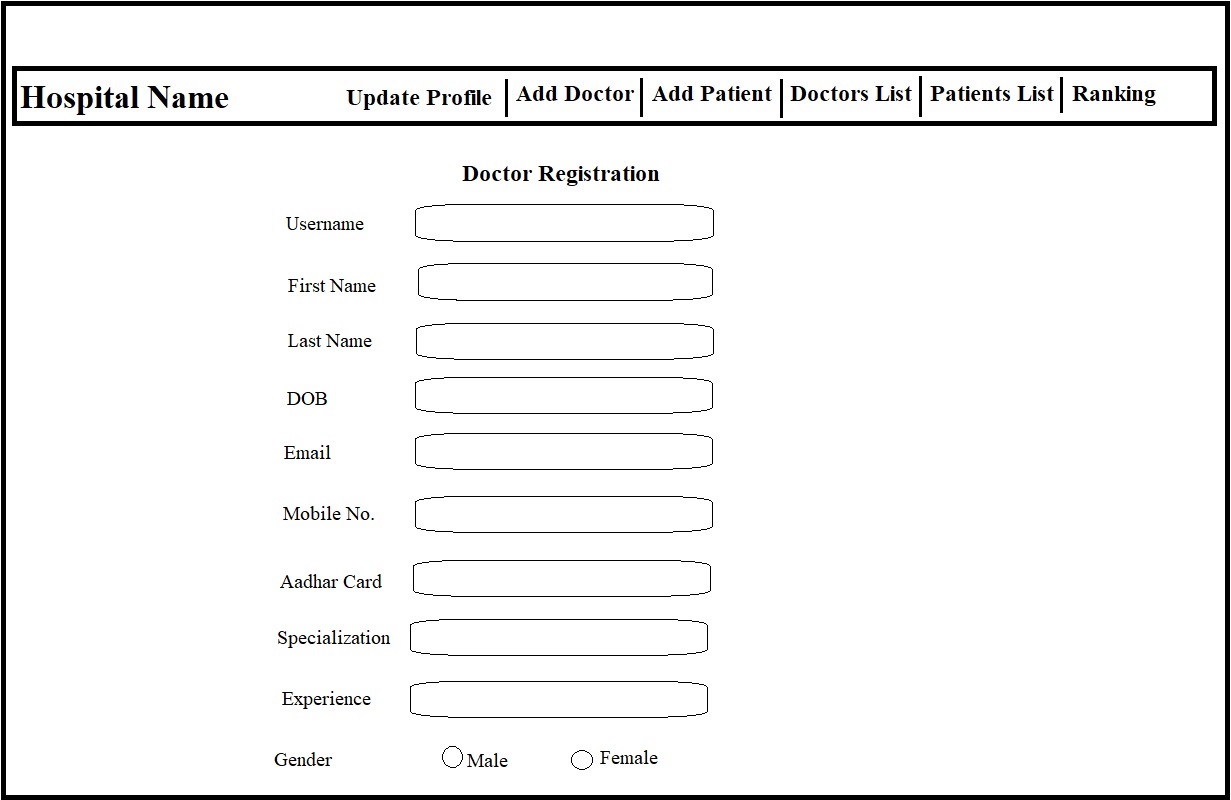 Hospital Name Update Profile Add Doctor Add Patient Doctors List Patients List Ranking
Doctor Registration
Username
First Name
Last Name
DOB
Email
Mobile No.
Aadhar Card
Specialization
Experience
Gender Male Female